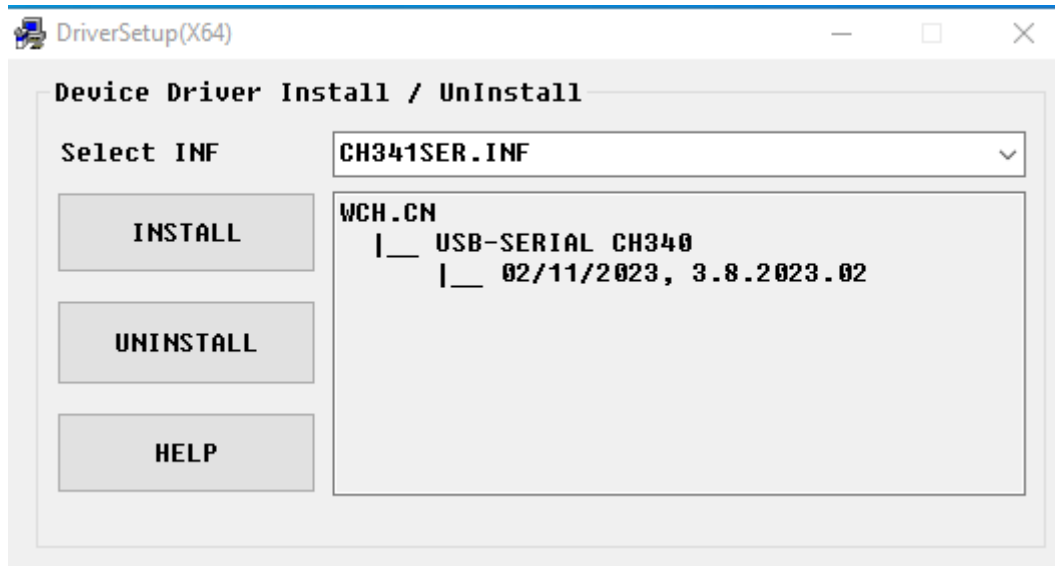 DriverSetup(X64)
Device Driver Install / UnInstall
Select INF
CH341SER.INF
INSTALL
WCH.CN
|__ USB-SERIAL CH340
|__ 02/11/2023, 3.8.2023.02
UNINSTALL
HELP